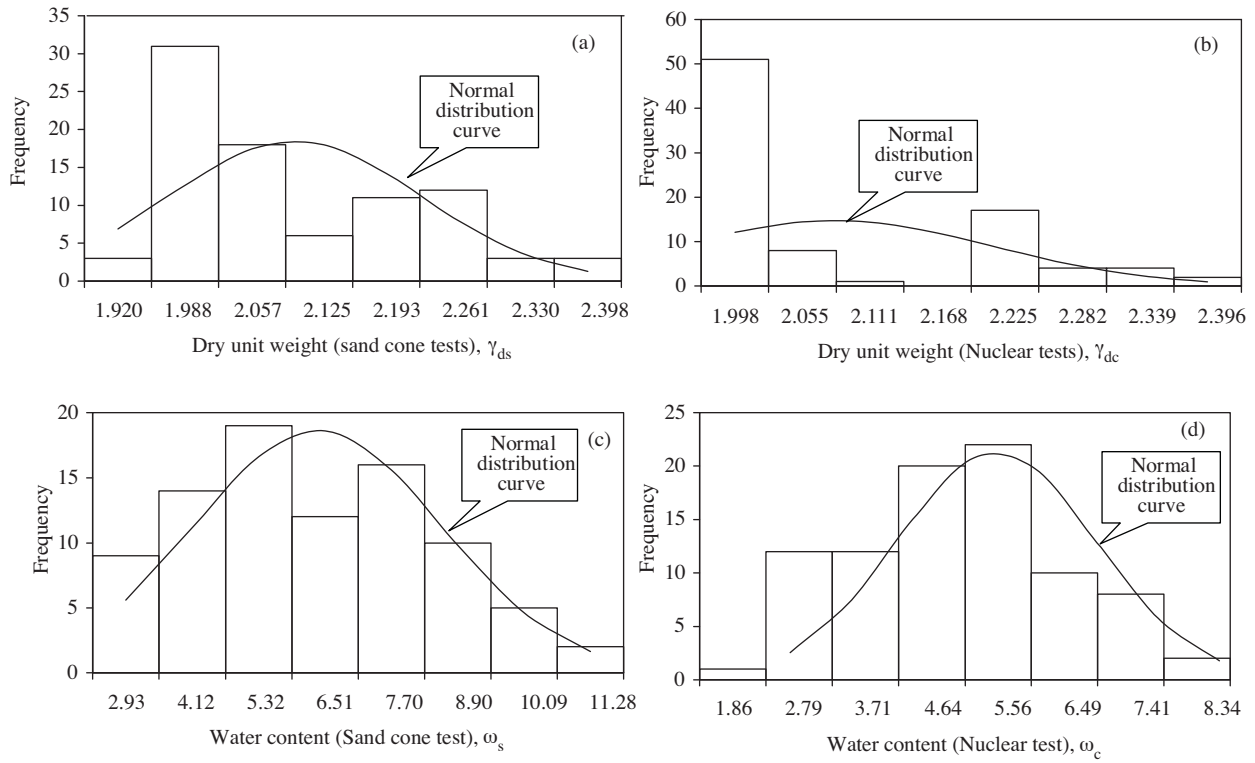 (a)
Frequency
35
30
25
20
15
10
5
0
Normal
distribution
curve
1.920 1.988 2.057 2.125 2.193 2.261 2.330 2.398
Dry unit weight (sand cone tests), γds
(b)
Frequency
60
50
40
30
20
10
0
Normal
distribution
curve
1.998 2.055 2.111 2.168 2.225 2.282 2.339 2.396
Dry unit weight (Nuclear tests), γdc
(c)
Frequency
20
15
10
5
0
Normal
distribution
curve
2.93 4.12 5.32 6.51 7.70 8.90 10.09 11.28
Water content (Sand cone test), ωs
(d)
Frequency
25
20
15
10
5
0
Normal
distribution
curve
1.86 2.79 3.71 4.64 5.56 6.49 7.41 8.34
Water content (Nuclear test), ωc